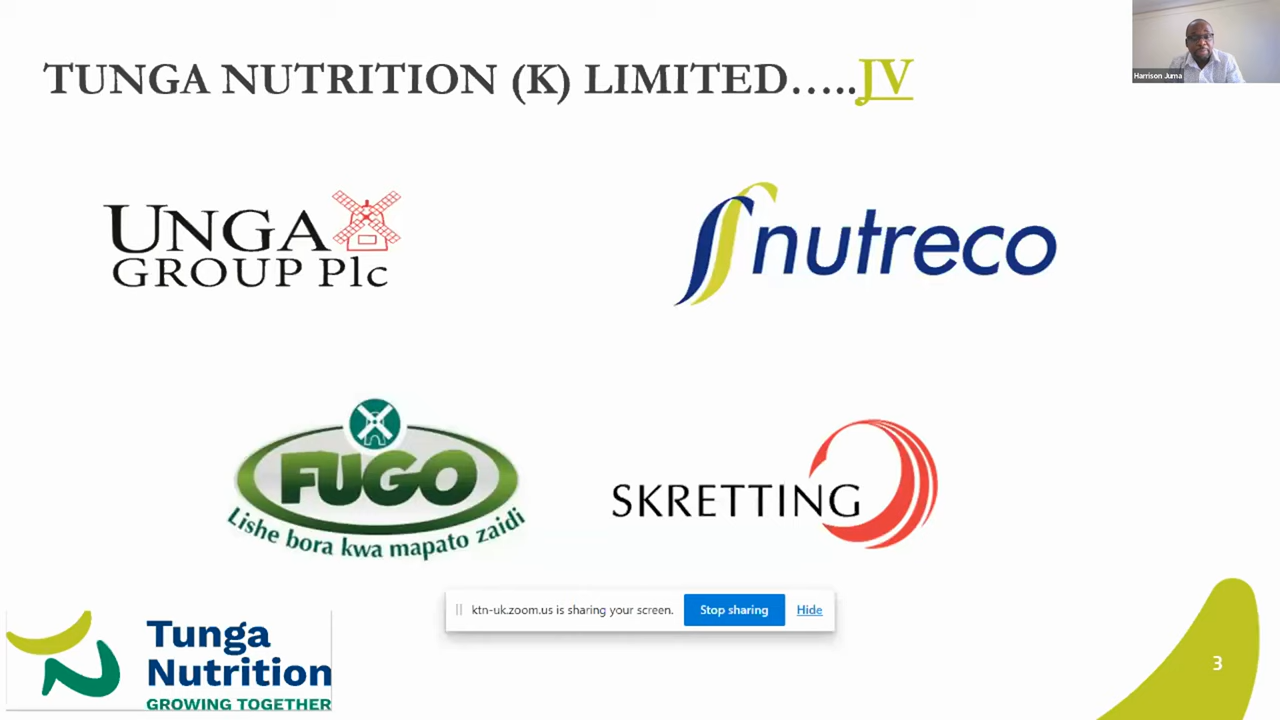 TUNGA NUTRITION (K) LIMITED…..JV
Harrison Juma
UNGA
GROUP Plc
nutreco
FUGO
Lishe bora kwa mapato zaidi
SKRETTING
ktn-uk.zoom.us is sharing your screen.
Stop sharing
Hide
Tunga
Nutrition
GROWING TOGETHER
3